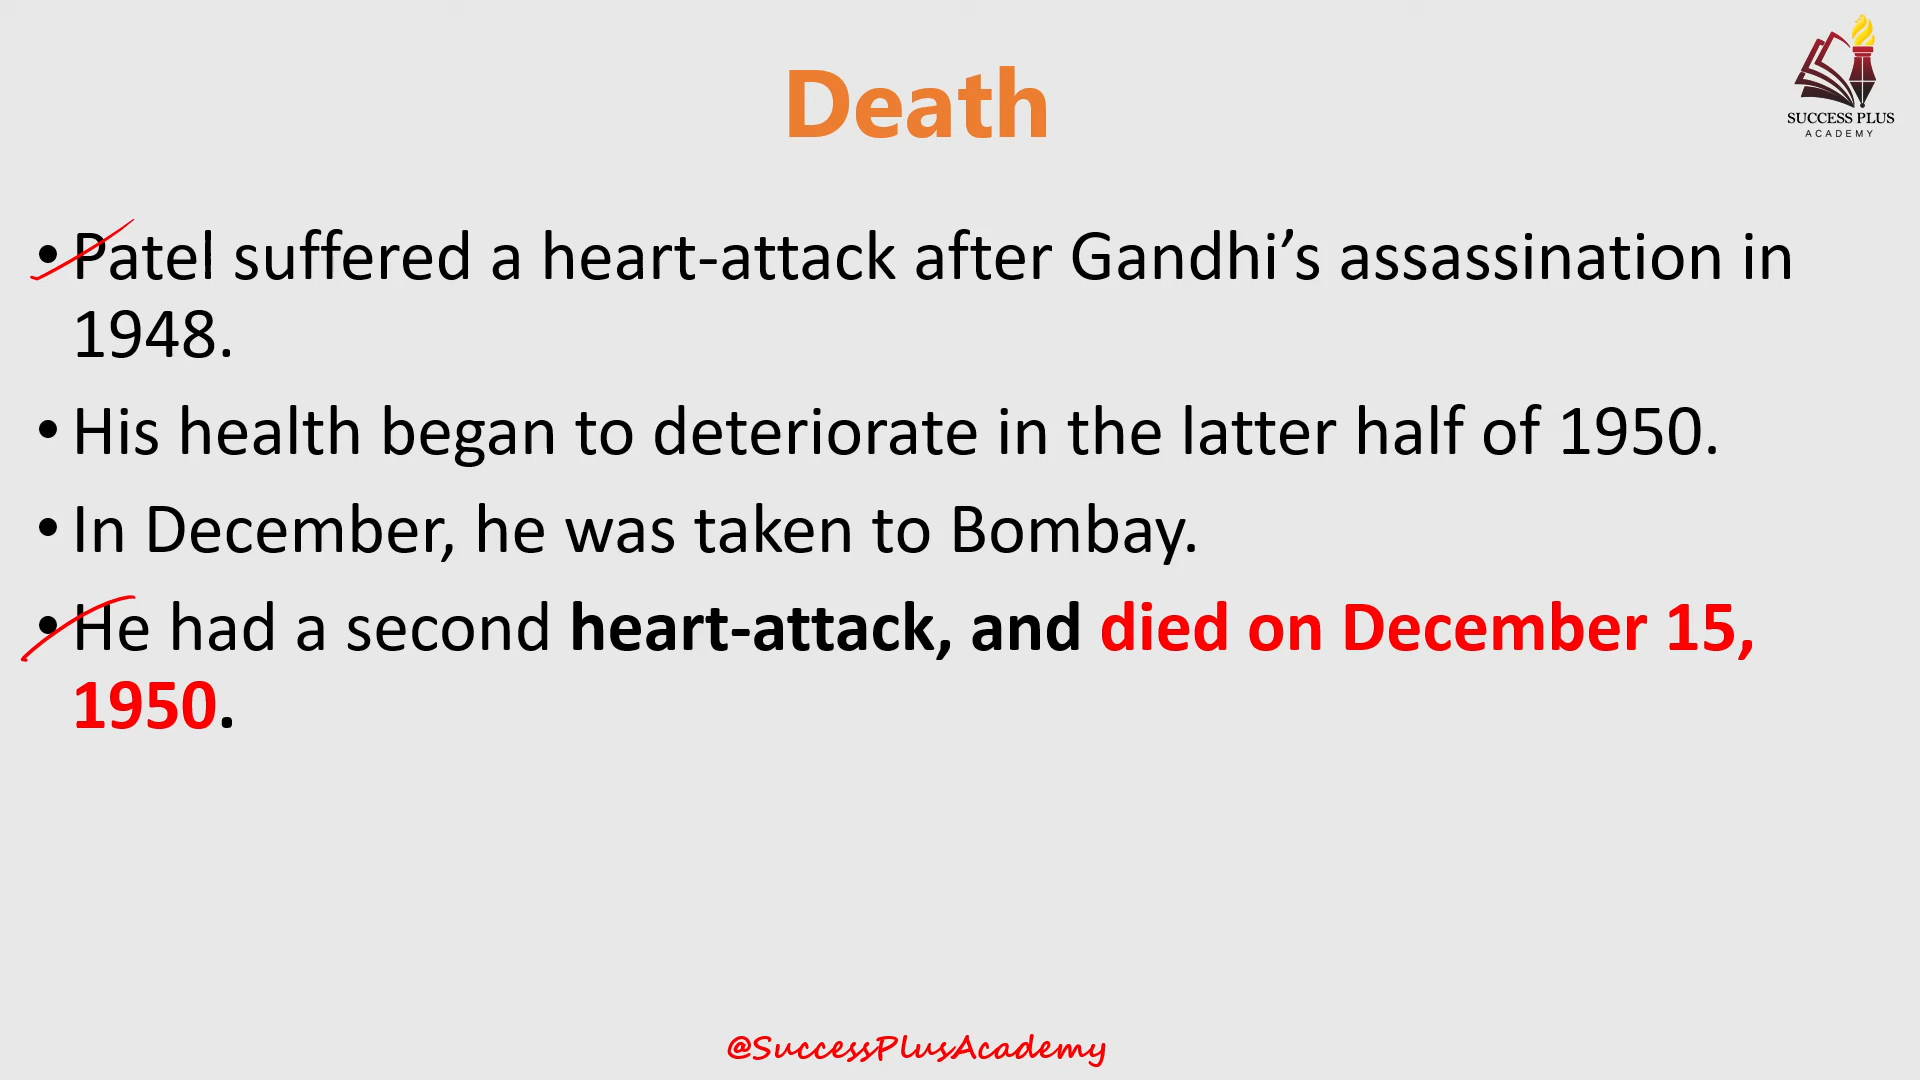 Death
SUCCESS PLUS
ACADEMY
• Patel suffered a heart-attack after Gandhi’s assassination in
1948.
• His health began to deteriorate in the latter half of 1950.
• In December, he was taken to Bombay.
• He had a second heart-attack, and died on December 15,
1950.
@SuccessPlusAcademy